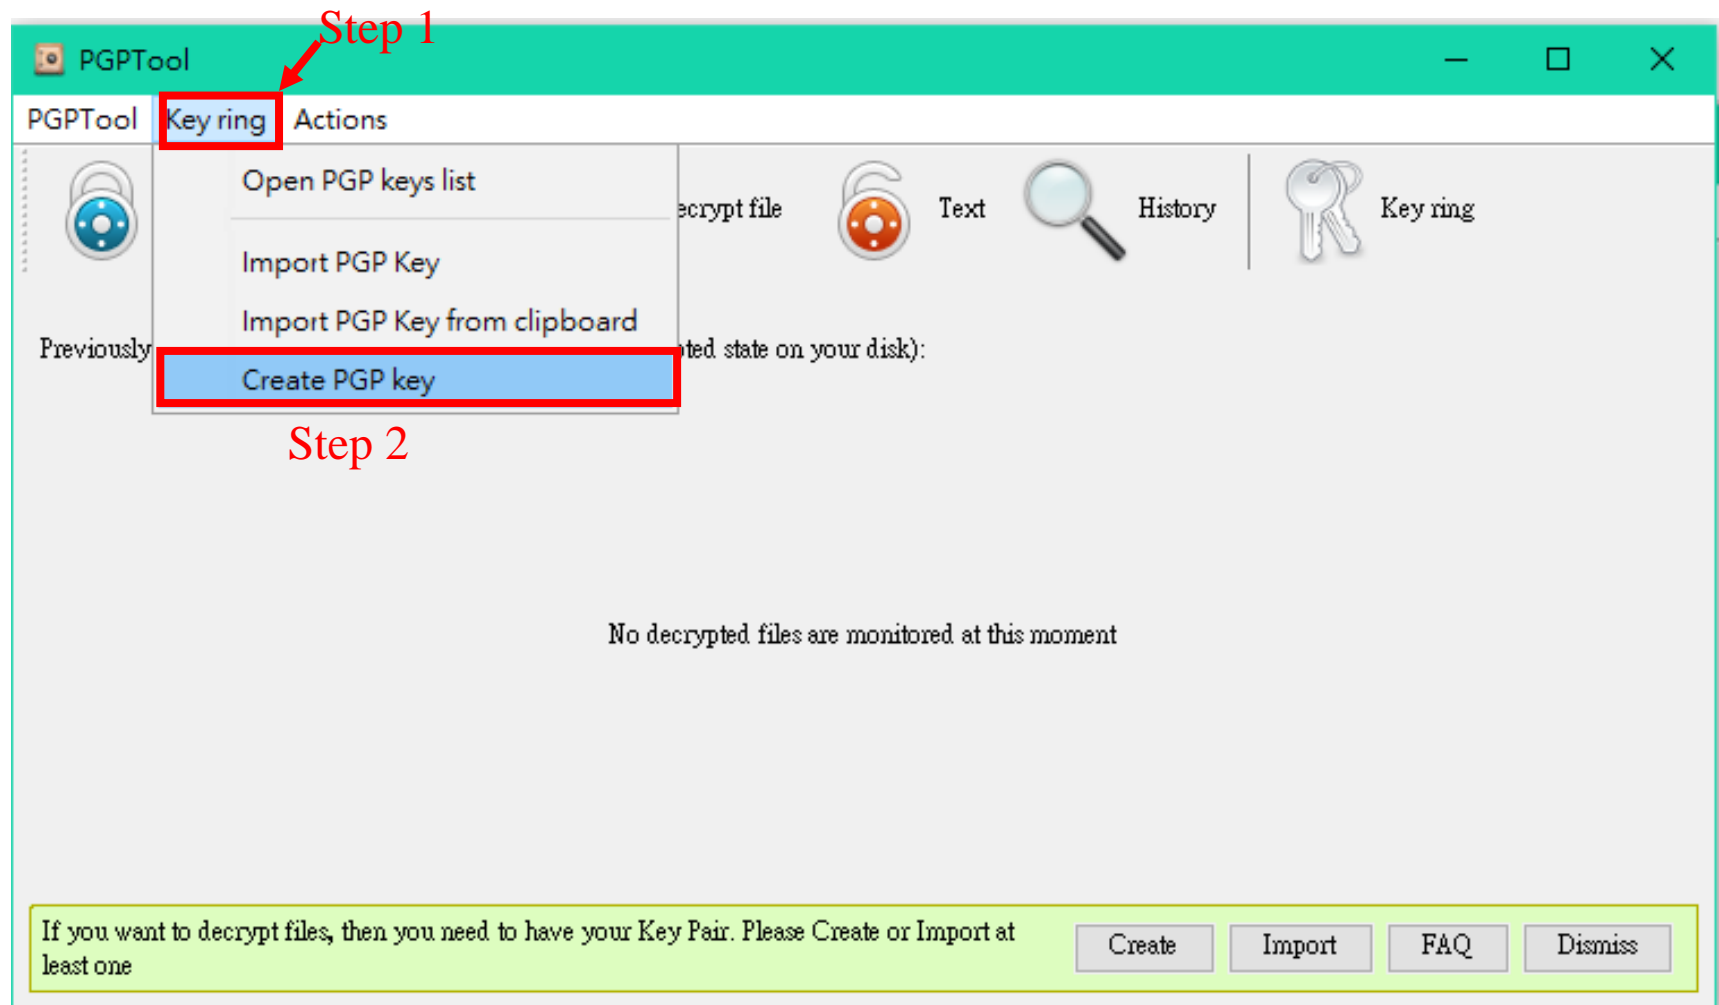 Step 1
PGPTool
PGPTool Key ring Actions
Open PGP keys list
Import PGP Key
Import PGP Key from clipboard
Create PGP key
Step 2
file
Text
History
Key ring
Previously state on your disk):
No decrypted files are monitored at this moment
If you want to decrypt files, then you need to have your Key Pair. Please Create or Import at
least one
Create
Import
FAQ
Dismiss